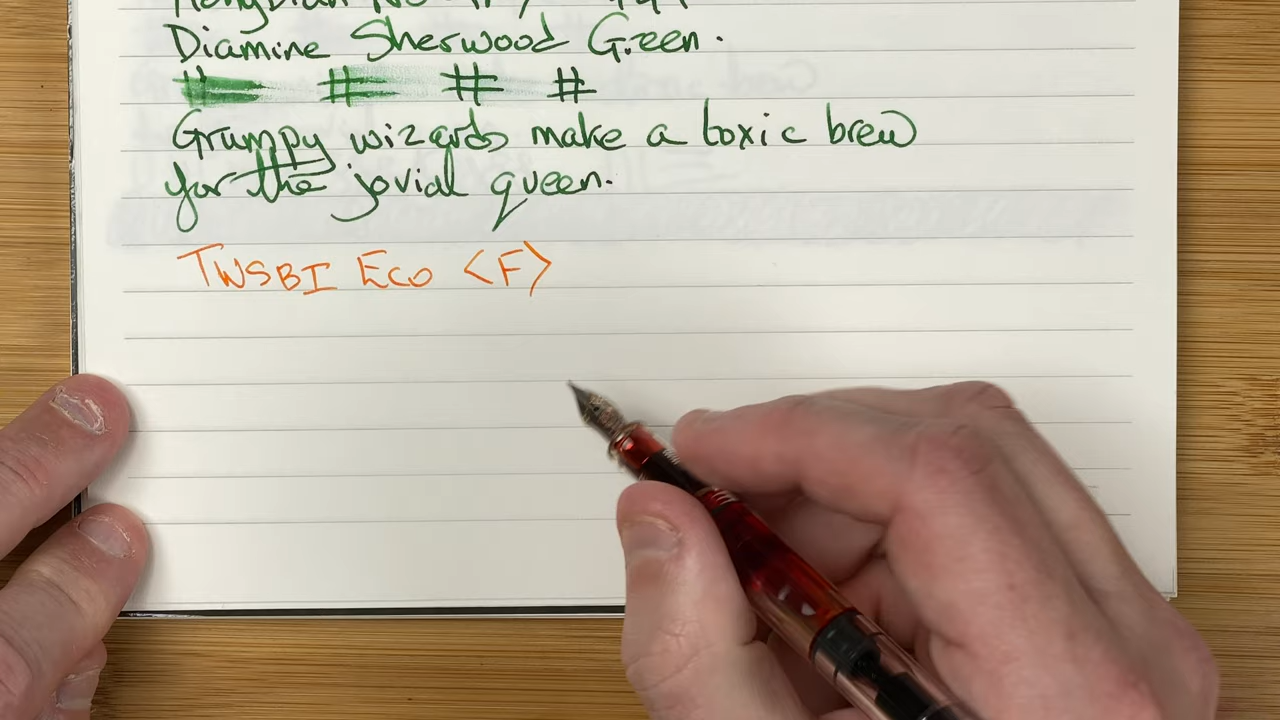 Diamine Sherwood Green.
# # # #
Grumpy wizards make a toxic brew
for the jovial queen.
TWSBI Eco <F>